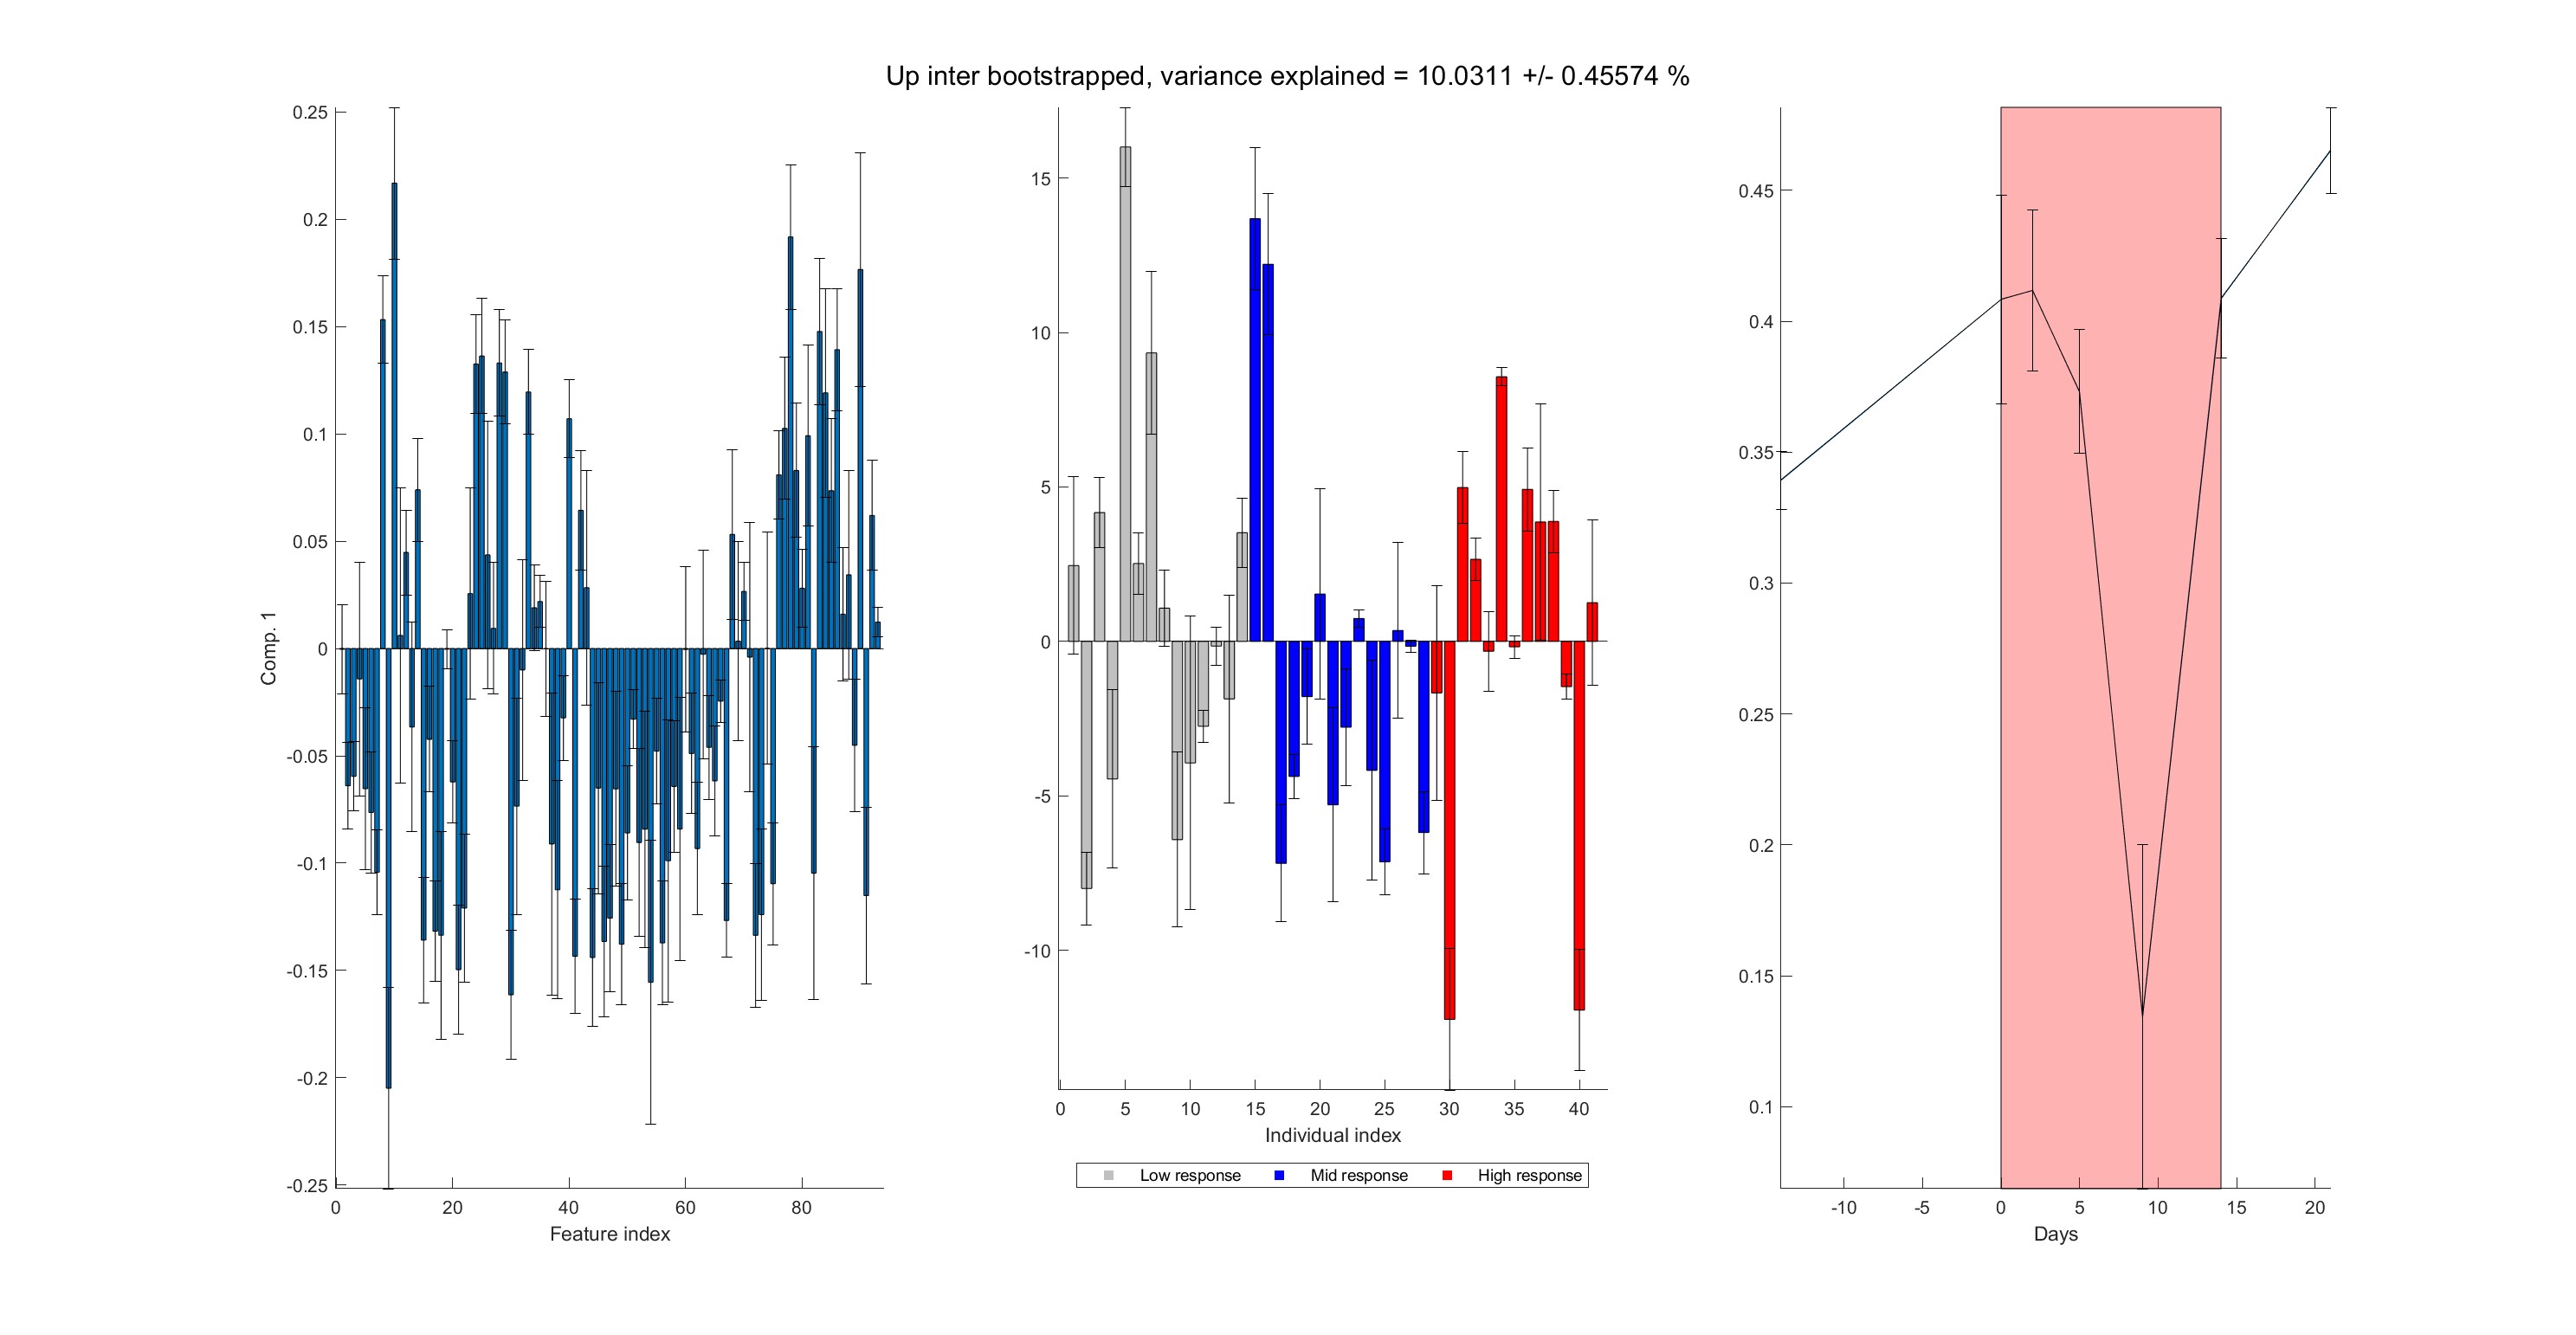 Up inter bootstrapped, variance explained = 10.0311 +/- 0.45574 %
Comp. 1
0.25
0.2
0.15
0.1
0.05
0
-0.05
-0.1
-0.15
-0.2
-0.25
0 20 40 60 80
Feature index
15
10
5
0
-5
-10
0 5 10 15 20 25 30 35 40
Individual index
Low response Mid response High response
0.45
0.4
0.35
0.3
0.25
0.2
0.15
0.1
-10 -5 0 5 10 15 20
Days